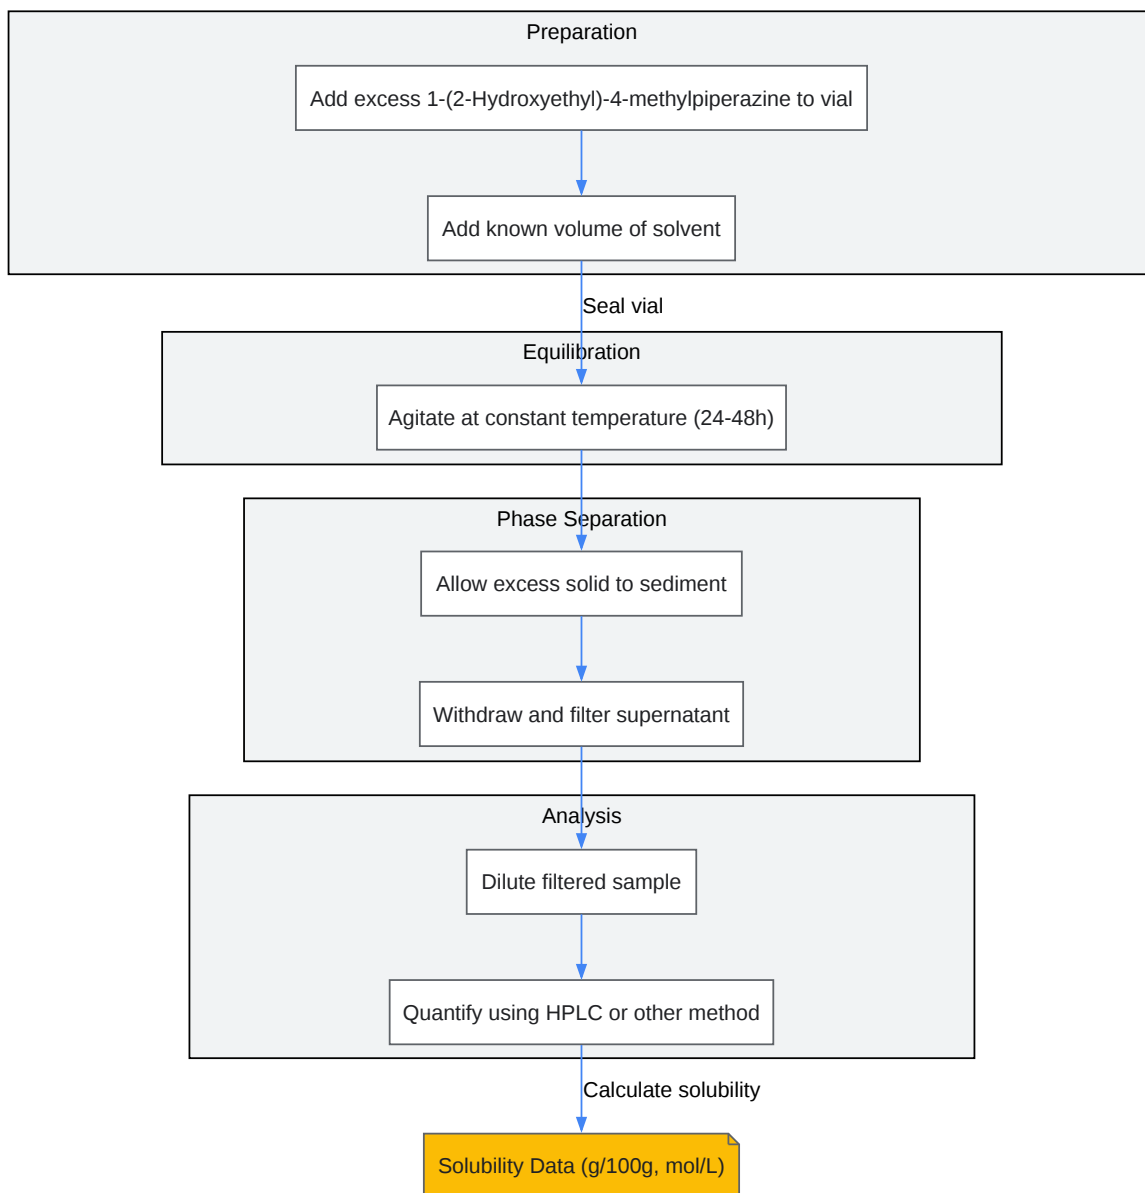 Preparation
Add excess 1-(2-Hydroxyethyl)-4-methylpiperazine to vial
Add known volume of solvent
Seal vial
Equilibration
Agitate at constant temperature (24-48h)
Phase Separation
Allow excess solid to sediment
Withdraw and filter supernatant
Analysis
Dilute filtered sample
Quantify using HPLC or other method
Calculate solubility
Solubility Data (g/100g, mol/L)